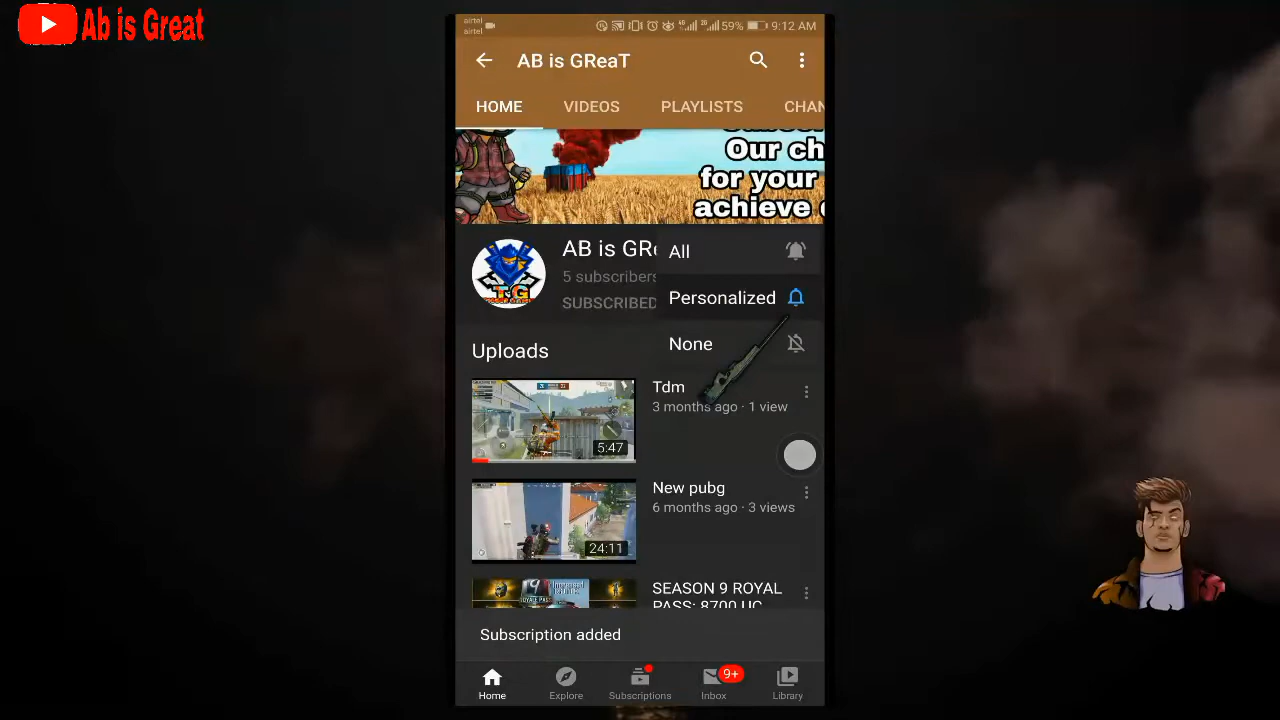 Ab is Great
airtel
airtel
59%
9:12 AM
AB is GReaT
HOME
VIDEOS
PLAYLISTS
CHAN
Our ch
for your
achieve
AB is GR
5 subscribers
SUBSCRIBED
All
Personalized
None
Uploads
Tdm
3 months ago · 1 view
5:47
New pubg
6 months ago · 3 views
24:11
SEASON 9 ROYAL
PASS: 8700 UC
Subscription added
Home
Explore
Subscriptions
9+
Inbox
Library